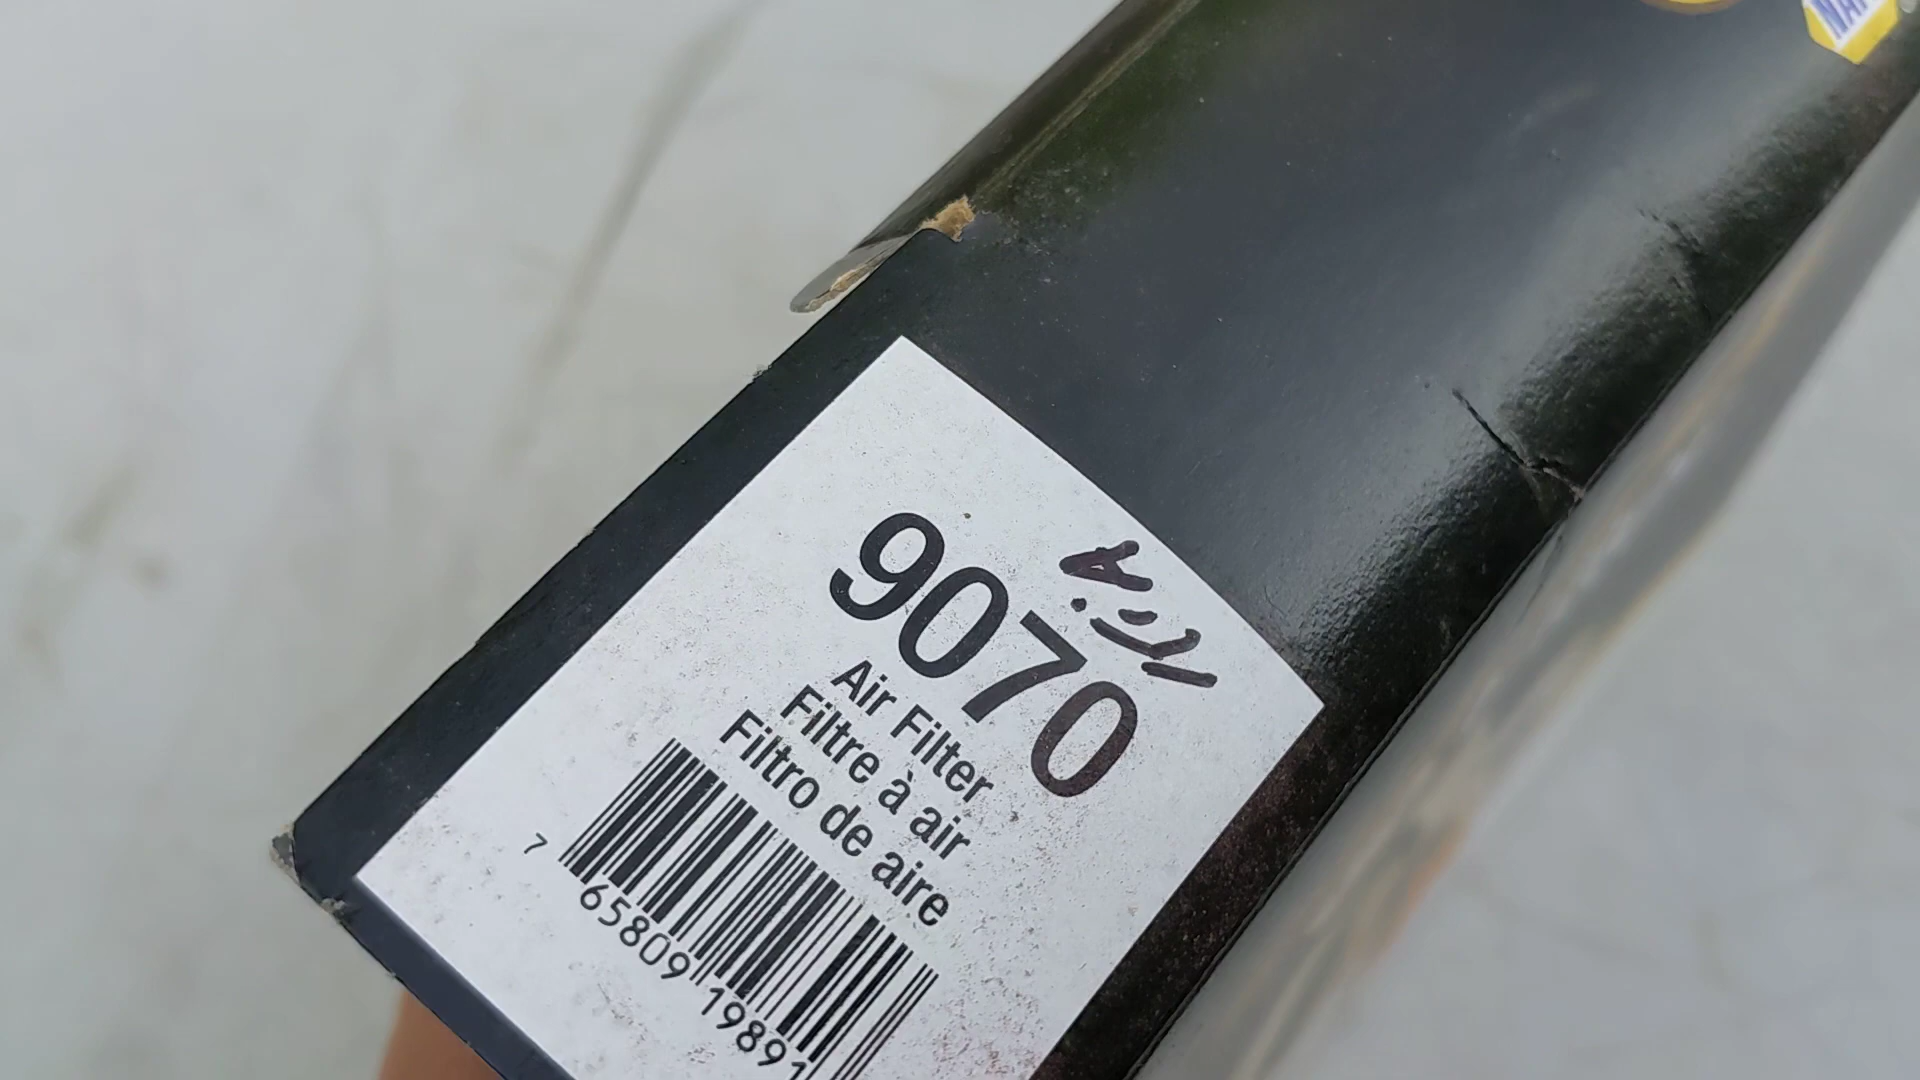 9070
Air Filter
Filtre à air
Filtro de aire
7
65809 19891